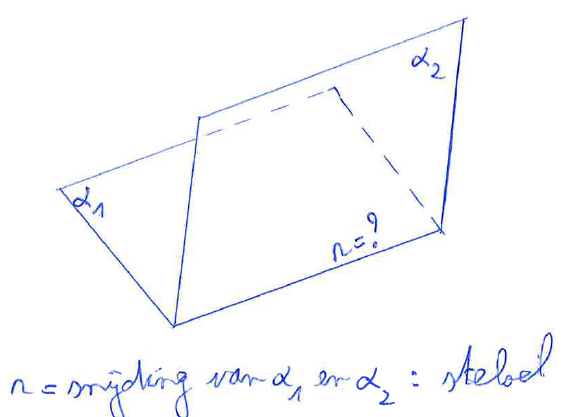 α₂
α₁
r=?
r = snijding van α₁ en α₂ : stelsel